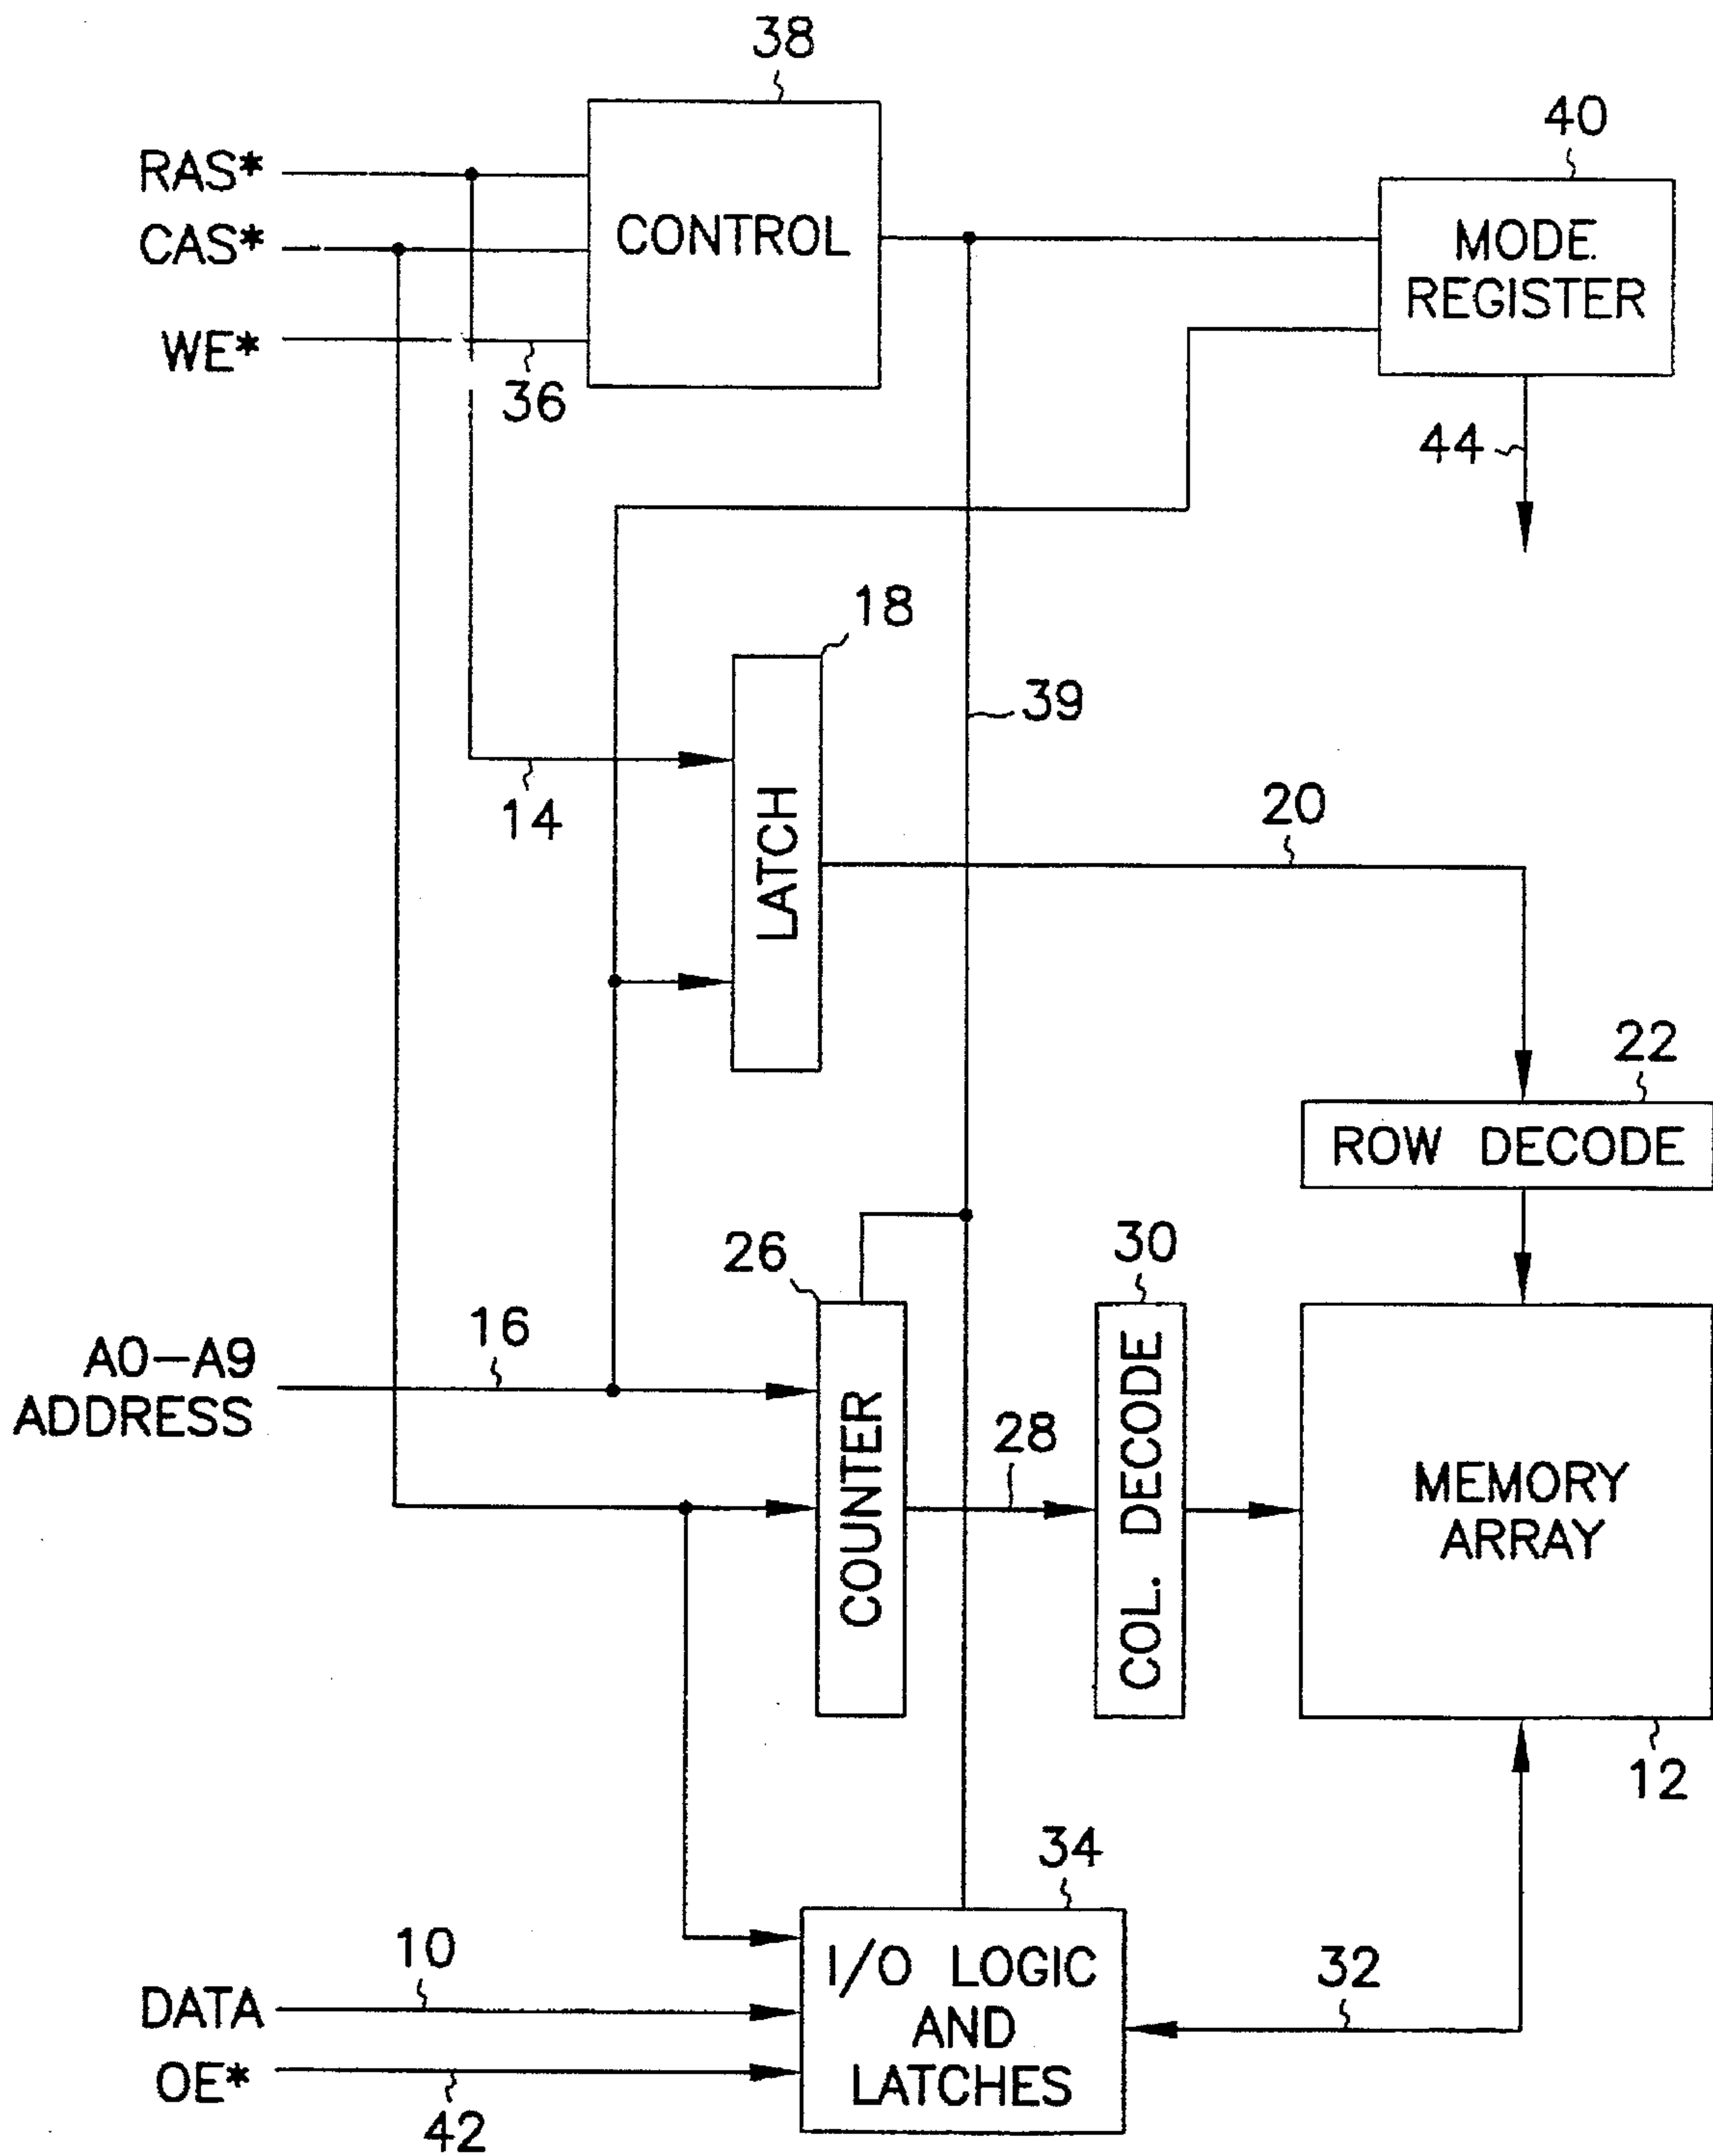 38
40
RAS*
CAS*
WE*
CONTROL
MODE.
REGISTER
36
44
18
39
14
LATCH
20
22
ROW DECODE
26
30
A0-A9
ADDRESS
16
COUNTER
28
COL. DECODE
MEMORY
ARRAY
12
34
10
DATA
OE*
42
I/O LOGIC
AND
LATCHES
32